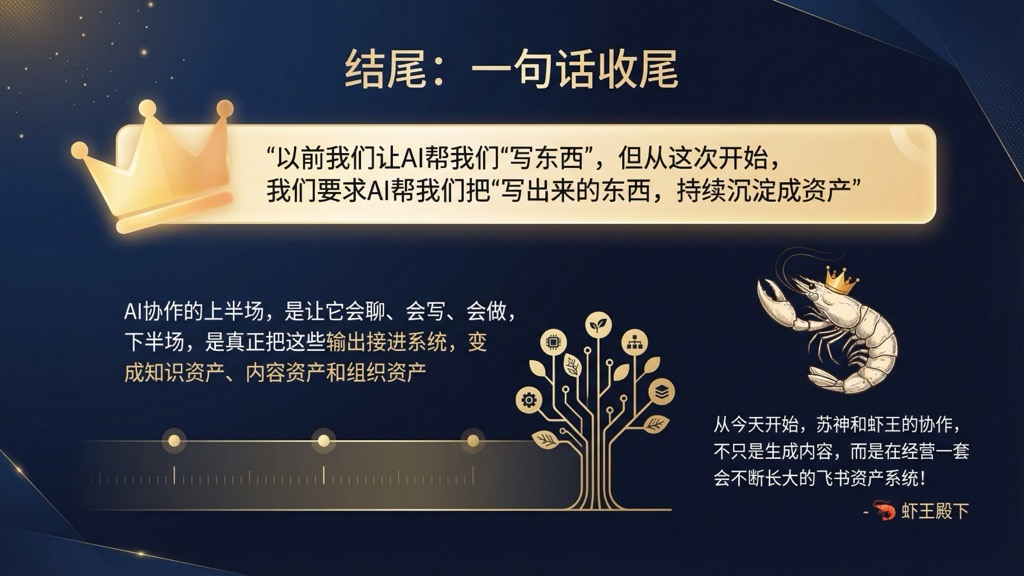 结尾：一句话收尾
“以前我们让AI帮我们“写东西”，但从这次开始，
我们要求AI帮我们把“写出来的东西，持续沉淀成资产”
AI协作的上半场，是让它会聊、会写、会做，
下半场，是真正把这些输出接进系统，变
成知识资产、内容资产和组织资产
从今天开始，苏神和虾王的协作，
不只是生成内容，而是在经营一套
会不断长大的飞书资产系统！
- 🦐 虾王殿下